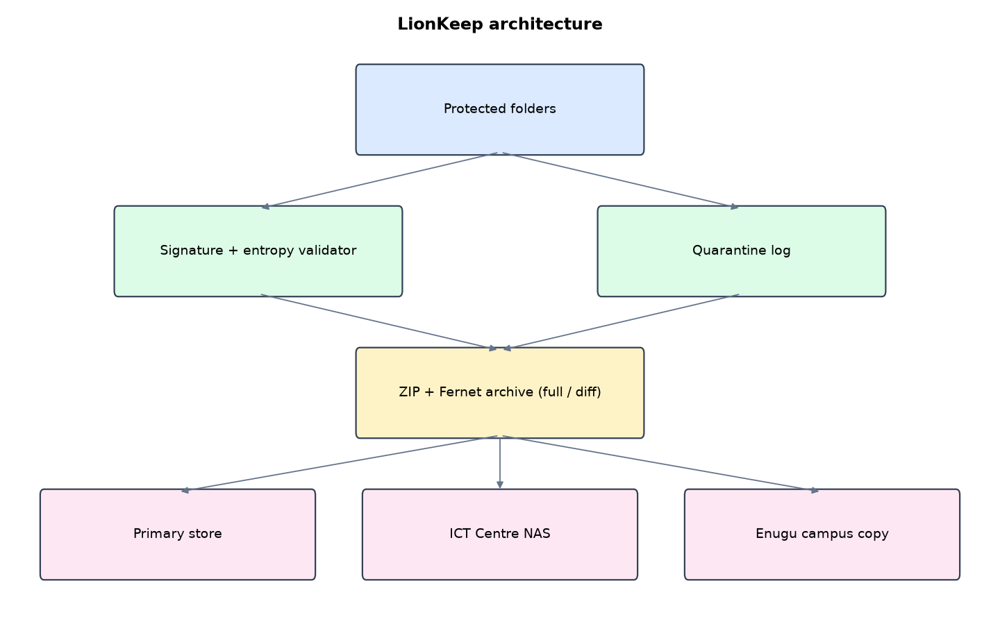 LionKeep architecture
Protected folders
Signature + entropy validator
Quarantine log
ZIP + Fernet archive (full / diff)
Primary store
ICT Centre NAS
Enugu campus copy